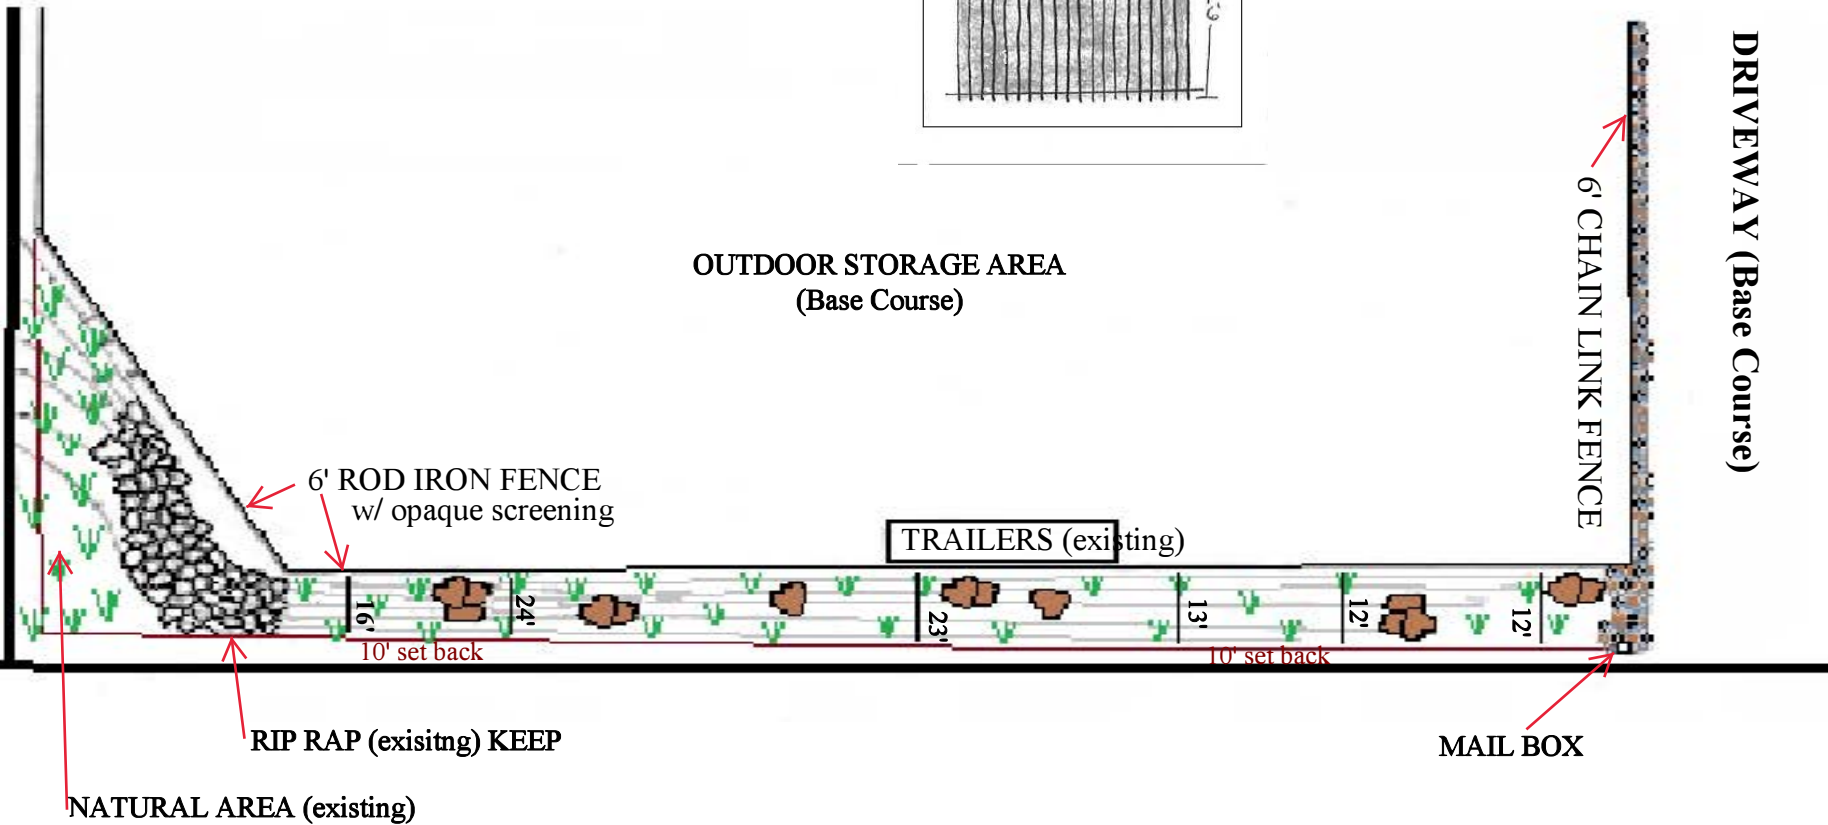 6'
DRIVEWAY (Base Course)
6' CHAIN LINK FENCE
OUTDOOR STORAGE AREA
(Base Course)
6' ROD IRON FENCE
w/ opaque screening
TRAILERS (existing)
16'
24'
23'
13'
12'
12'
10' set back
10' set back
RIP RAP (exisitng) KEEP
MAIL BOX
NATURAL AREA (existing)